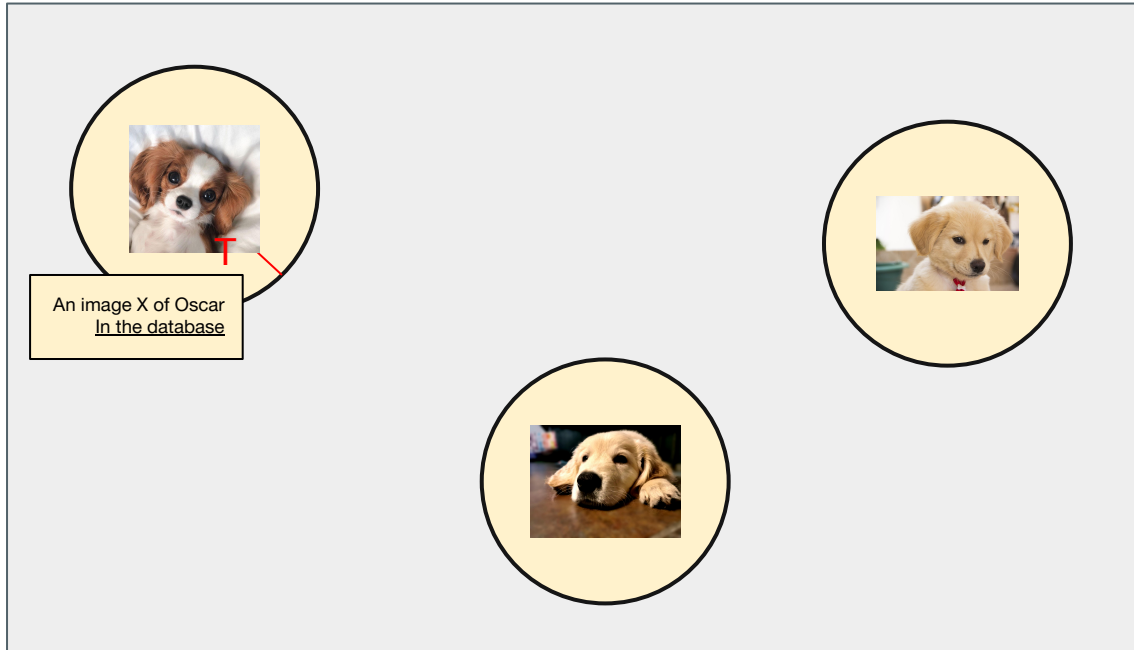 T
An image X of Oscar
In the database